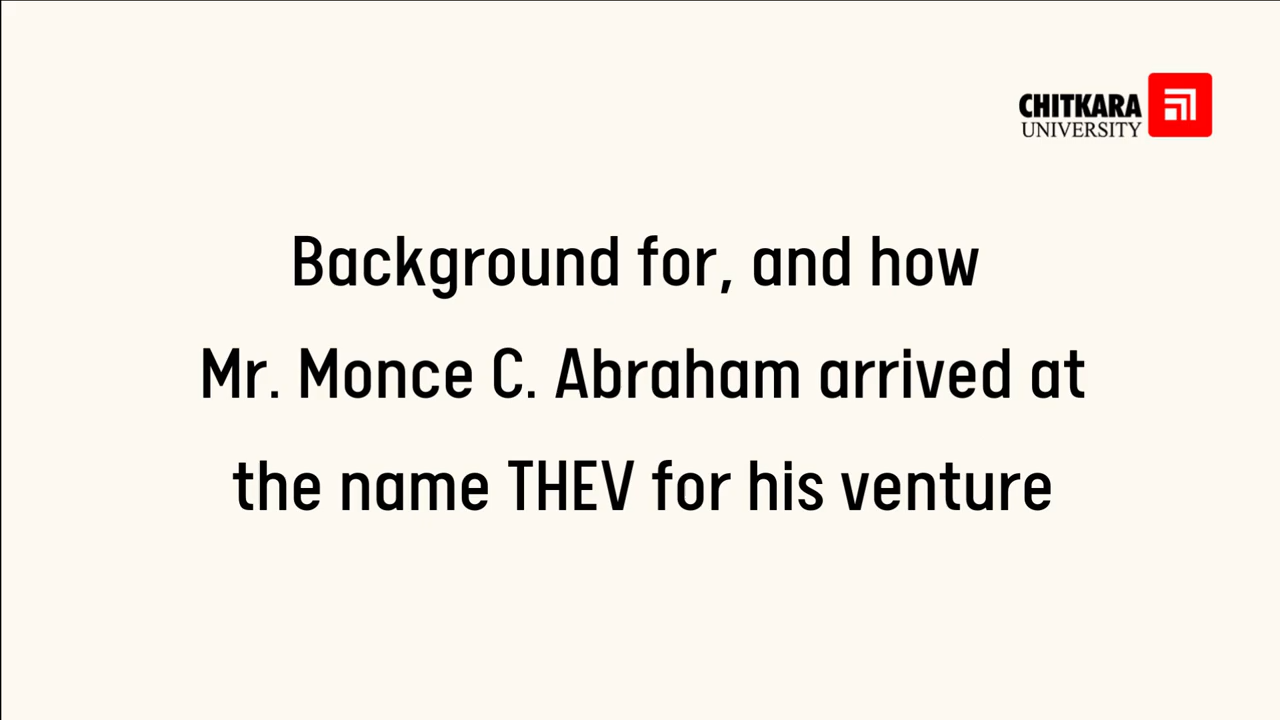 CHITKARA
UNIVERSITY
Background for, and how
Mr. Monce C. Abraham arrived at
the name THEV for his venture